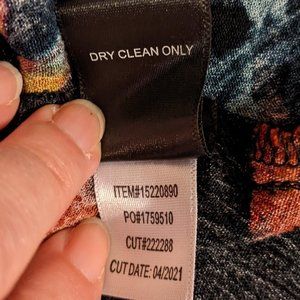 DRY CLEAN ONLY
ITEM#15220890
PO#1759510
CUT#222288
CUT DATE: 04/2021